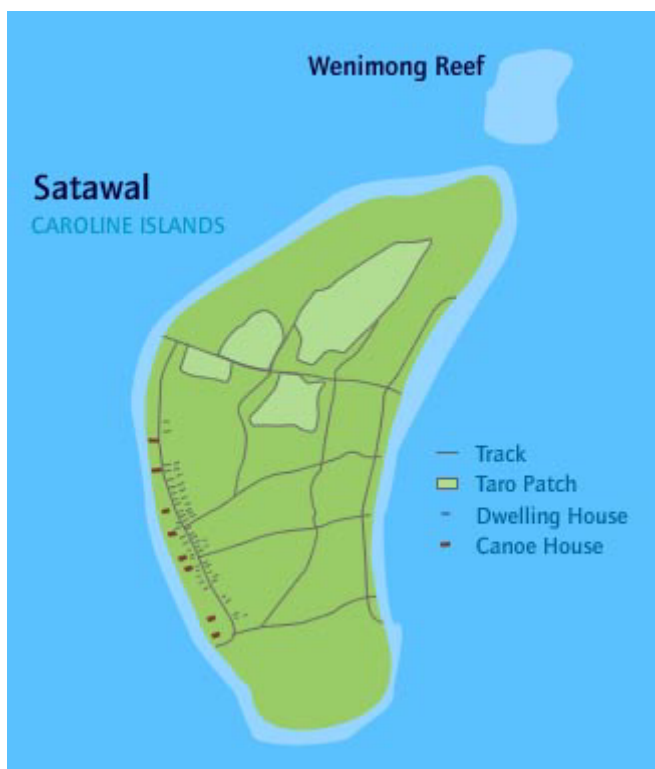 Wenimong Reef
Satawal
CAROLINE ISLANDS
Track
Taro Patch
Dwelling House
Canoe House